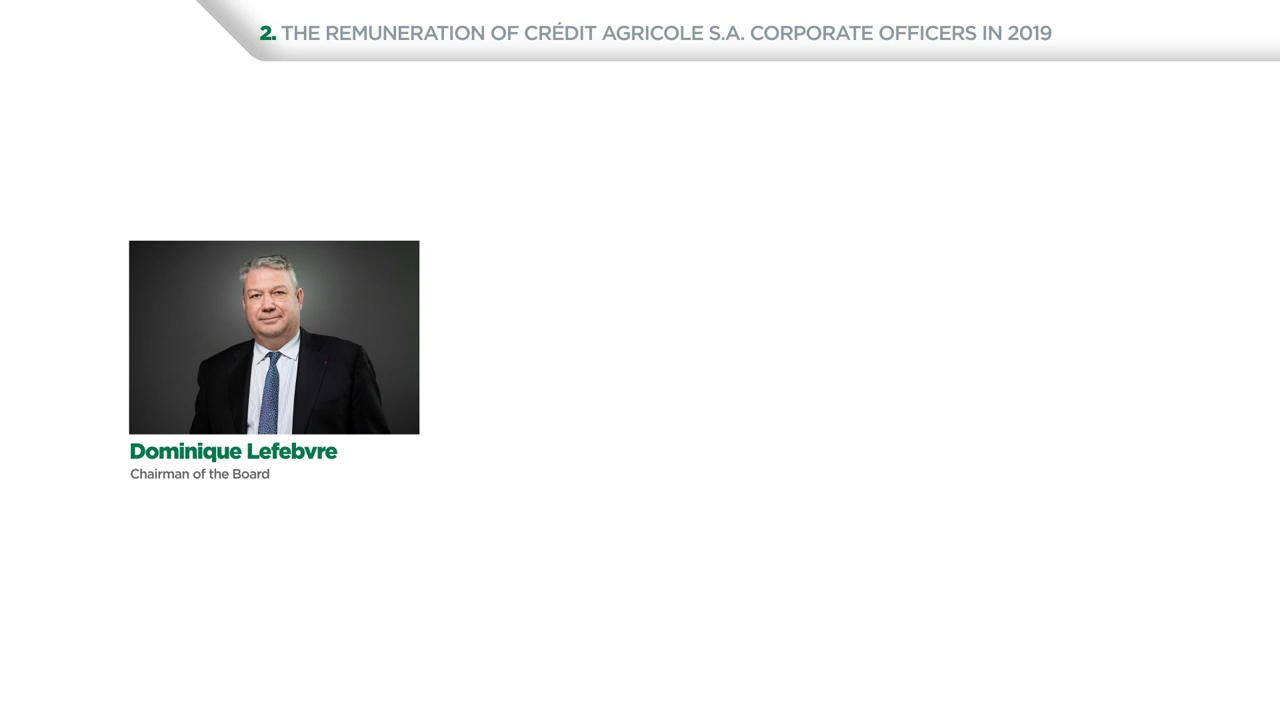 2. THE REMUNERATION OF CRÉDIT AGRICOLE S.A. CORPORATE OFFICERS IN 2019
Dominique Lefebvre
Chairman of the Board